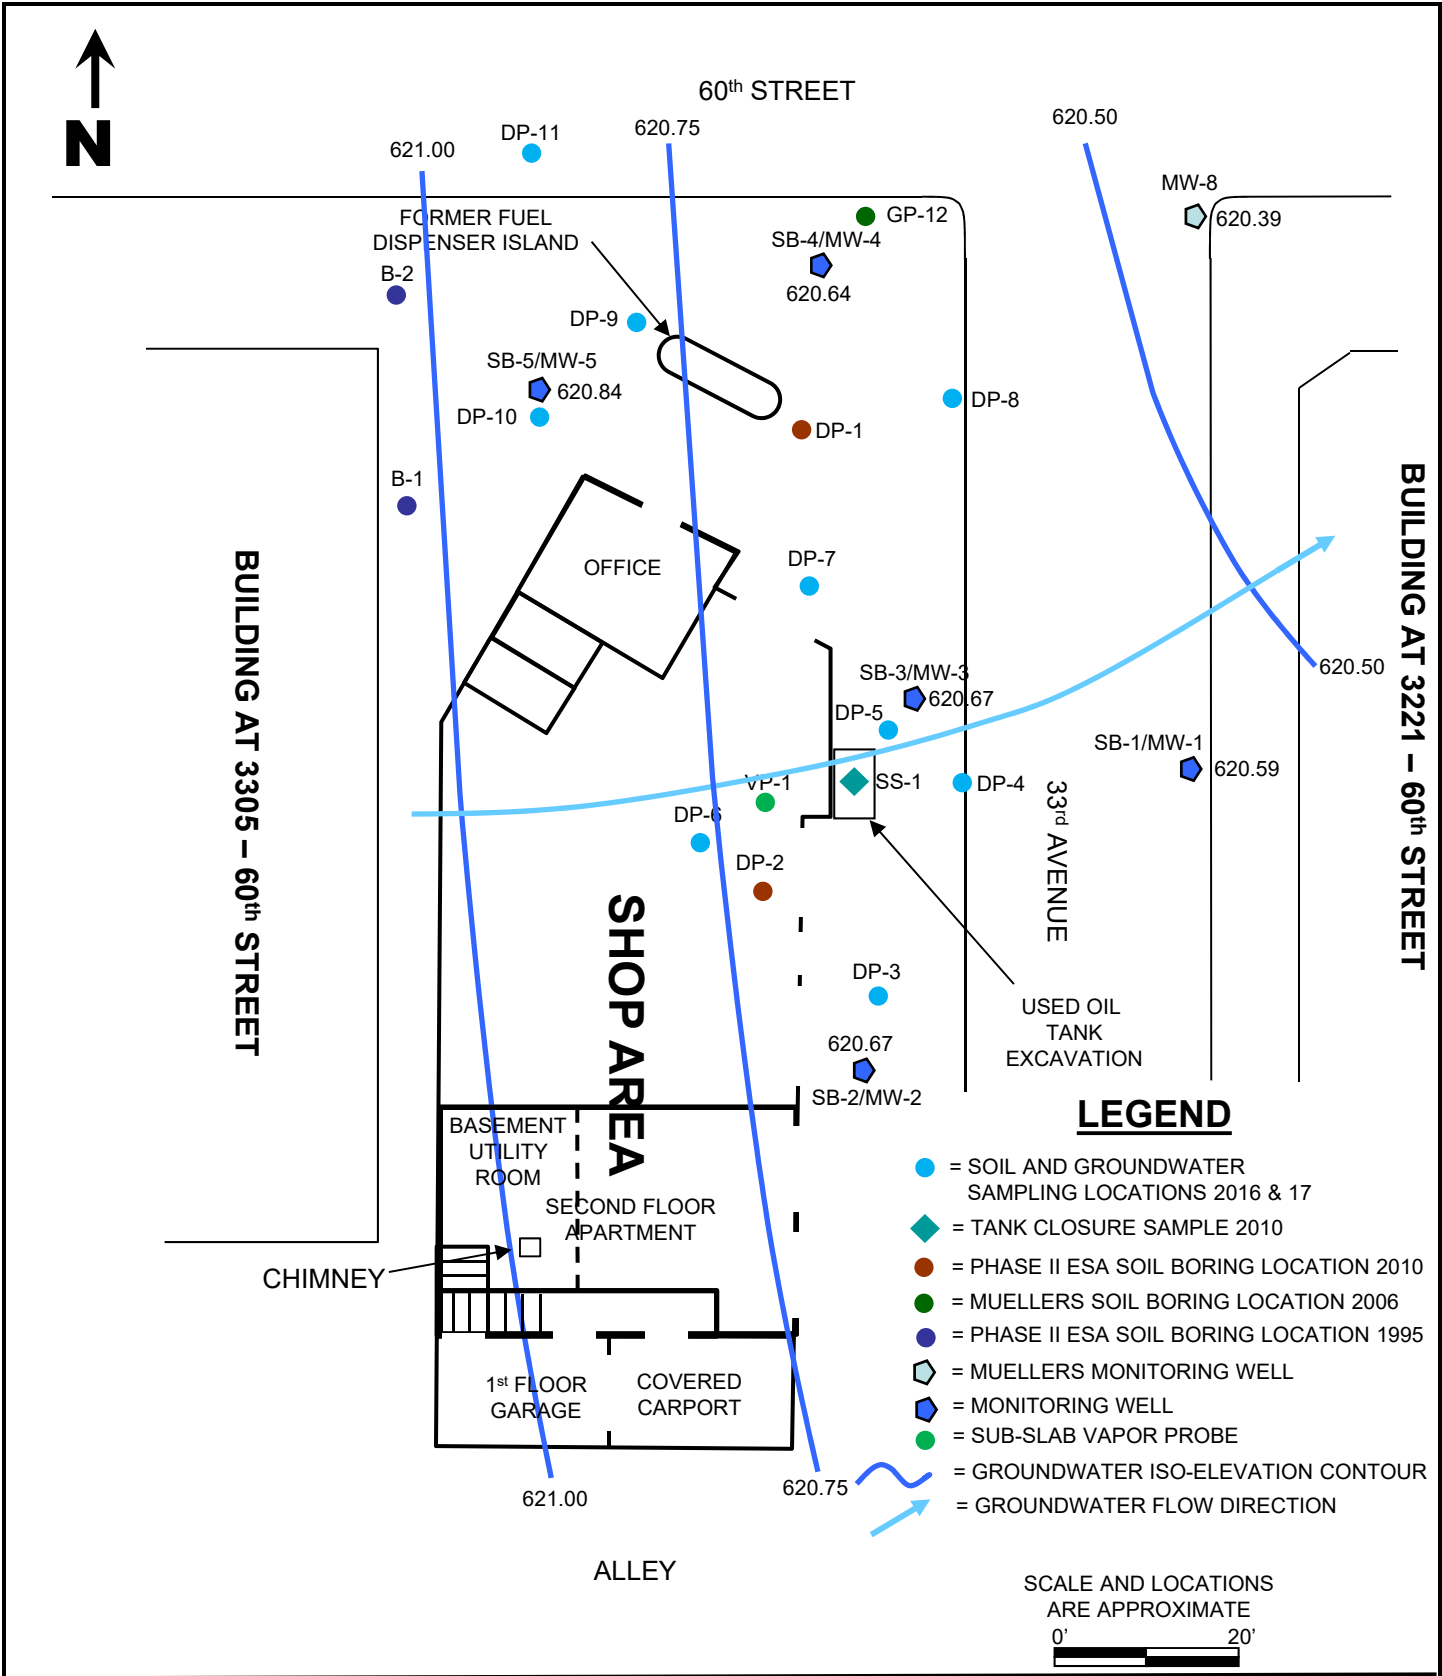 60th STREET
N
DP-11
620.75
620.50
621.00
MW-8
620.39
FORMER FUEL
DISPENSER ISLAND
GP-12
SB-4/MW-4
620.64
B-2
DP-9
SB-5/MW-5
620.84
DP-10
DP-8
DP-1
B-1
OFFICE
DP-7
BUILDING AT 3305 – 60th STREET
BUILDING AT 3221 – 60th STREET
620.50
SB-3/MW-3
620.67
DP-5
SB-1/MW-1
620.59
VP-1
SS-1
DP-4
DP-6
33rd AVENUE
DP-2
SHOP AREA
DP-3
USED OIL
TANK
EXCAVATION
620.67
SB-2/MW-2
BASEMENT
UTILITY
ROOM
SECOND FLOOR
APARTMENT
CHIMNEY
1st FLOOR
GARAGE
COVERED
CARPORT
621.00
620.75
ALLEY
LEGEND
= SOIL AND GROUNDWATER
SAMPLING LOCATIONS 2016 & 17
= TANK CLOSURE SAMPLE 2010
= PHASE II ESA SOIL BORING LOCATION 2010
= MUELLERS SOIL BORING LOCATION 2006
= PHASE II ESA SOIL BORING LOCATION 1995
= MUELLERS MONITORING WELL
= MONITORING WELL
= SUB-SLAB VAPOR PROBE
= GROUNDWATER ISO-ELEVATION CONTOUR
= GROUNDWATER FLOW DIRECTION
SCALE AND LOCATIONS
ARE APPROXIMATE
0' 20'